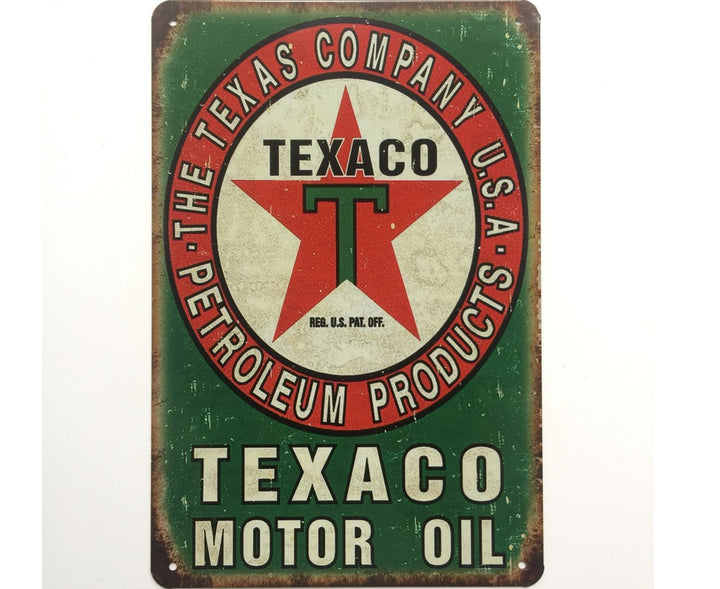 THE TEXAS COMPANY U.S.A.
TEXACO
T
REG. U.S. PAT. OFF.
PETROLEUM PRODUCTS
TEXACO
MOTOR OIL